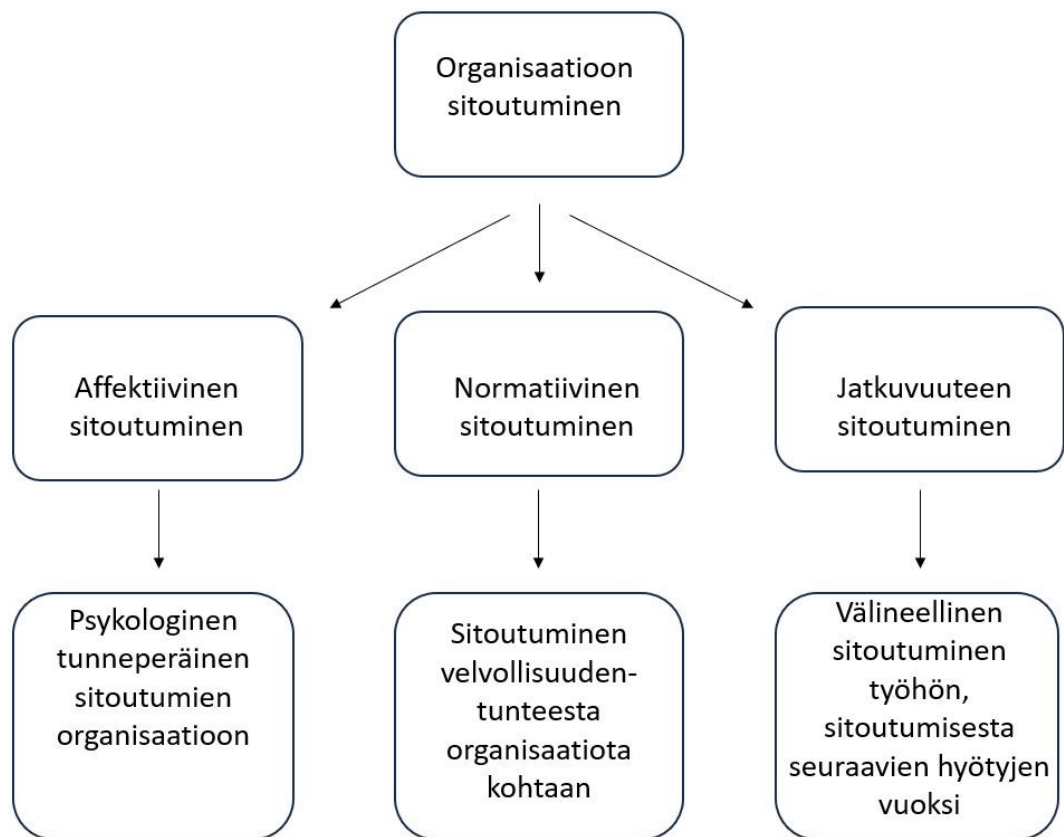 Organisaatioon
sitoutuminen
Affektiivinen
sitoutuminen
Normatiivinen
sitoutuminen
Jatkuvuuteen
sitoutuminen
Psykologinen
tunneperäinen
sitoutumien
organisaatioon
Sitoutuminen
velvollisuuden-
tunteesta
organisaatiota
kohtaan
Välineellinen
sitoutuminen
työhön,
sitoutumisesta
seuraavien hyötyjen
vuoksi